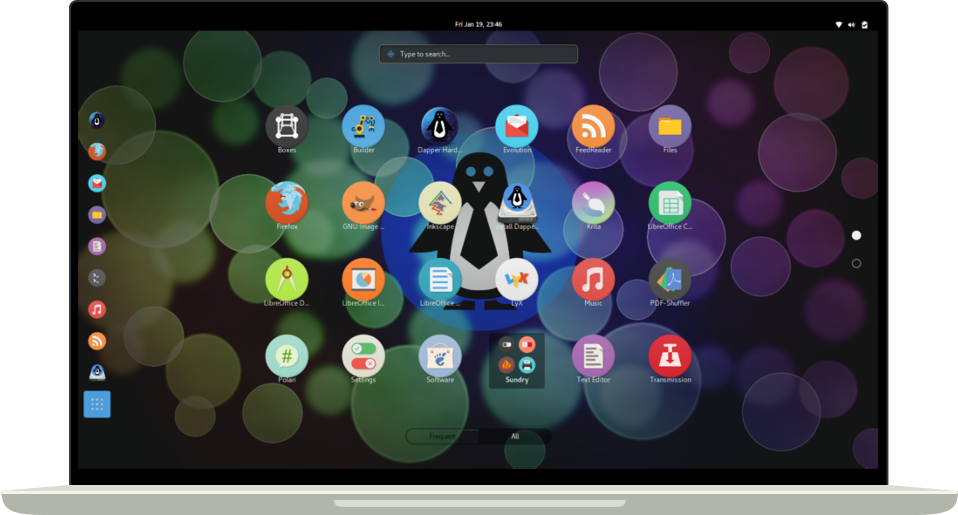 Fri Jan 19, 23:46
Type to search...
Boxes
Builder
Dapper Hard...
Evolution
FeedReader
Files
Firefox
GNU Image ...
Inkscape
Install Dappe...
Krita
LibreOffice C...
LibreOffice D...
LibreOffice I...
LibreOffice ...
LyX
Music
PDF-Shuffler
Polari
Settings
Software
Sundry
Text Editor
Transmission
Frequent
All